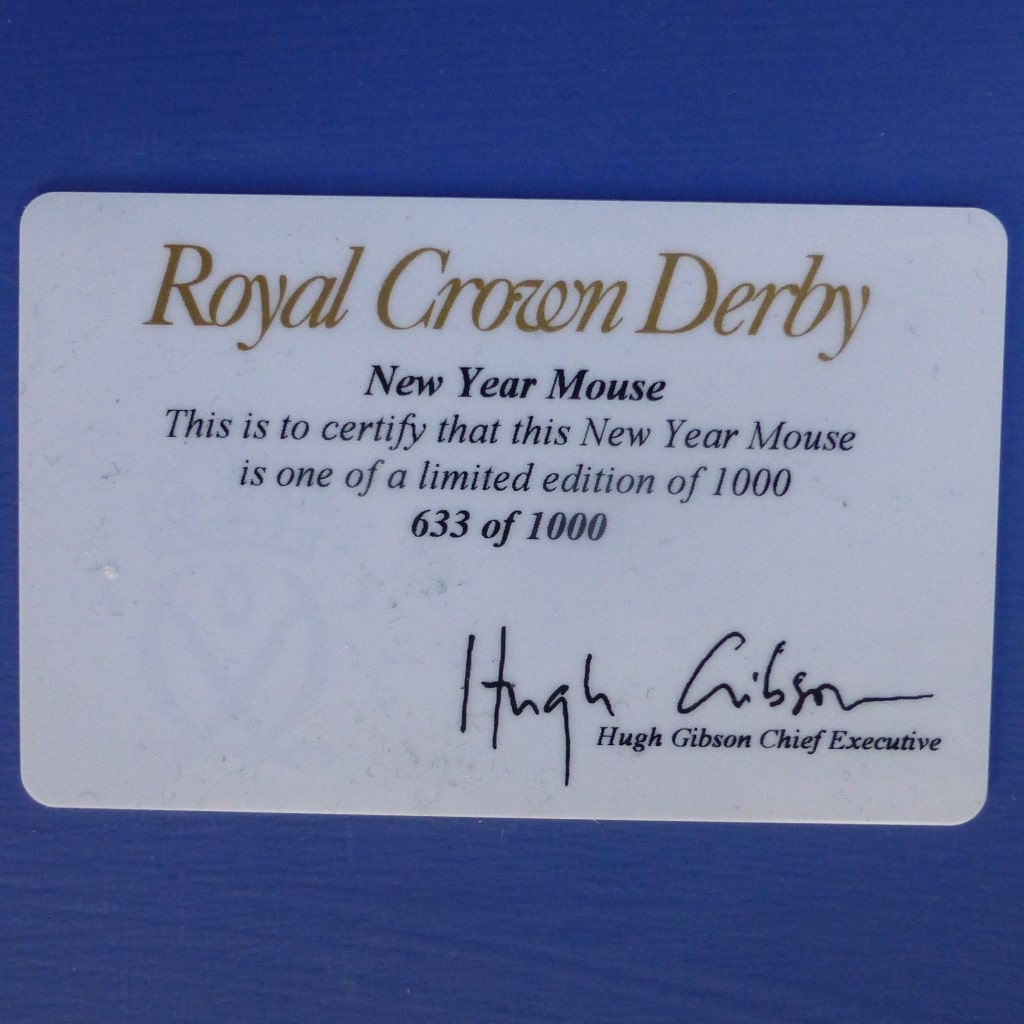 Royal Crown Derby
New Year Mouse
This is to certify that this New Year Mouse
is one of a limited edition of 1000
633 of 1000
Hugh Gibson
Hugh Gibson Chief Executive